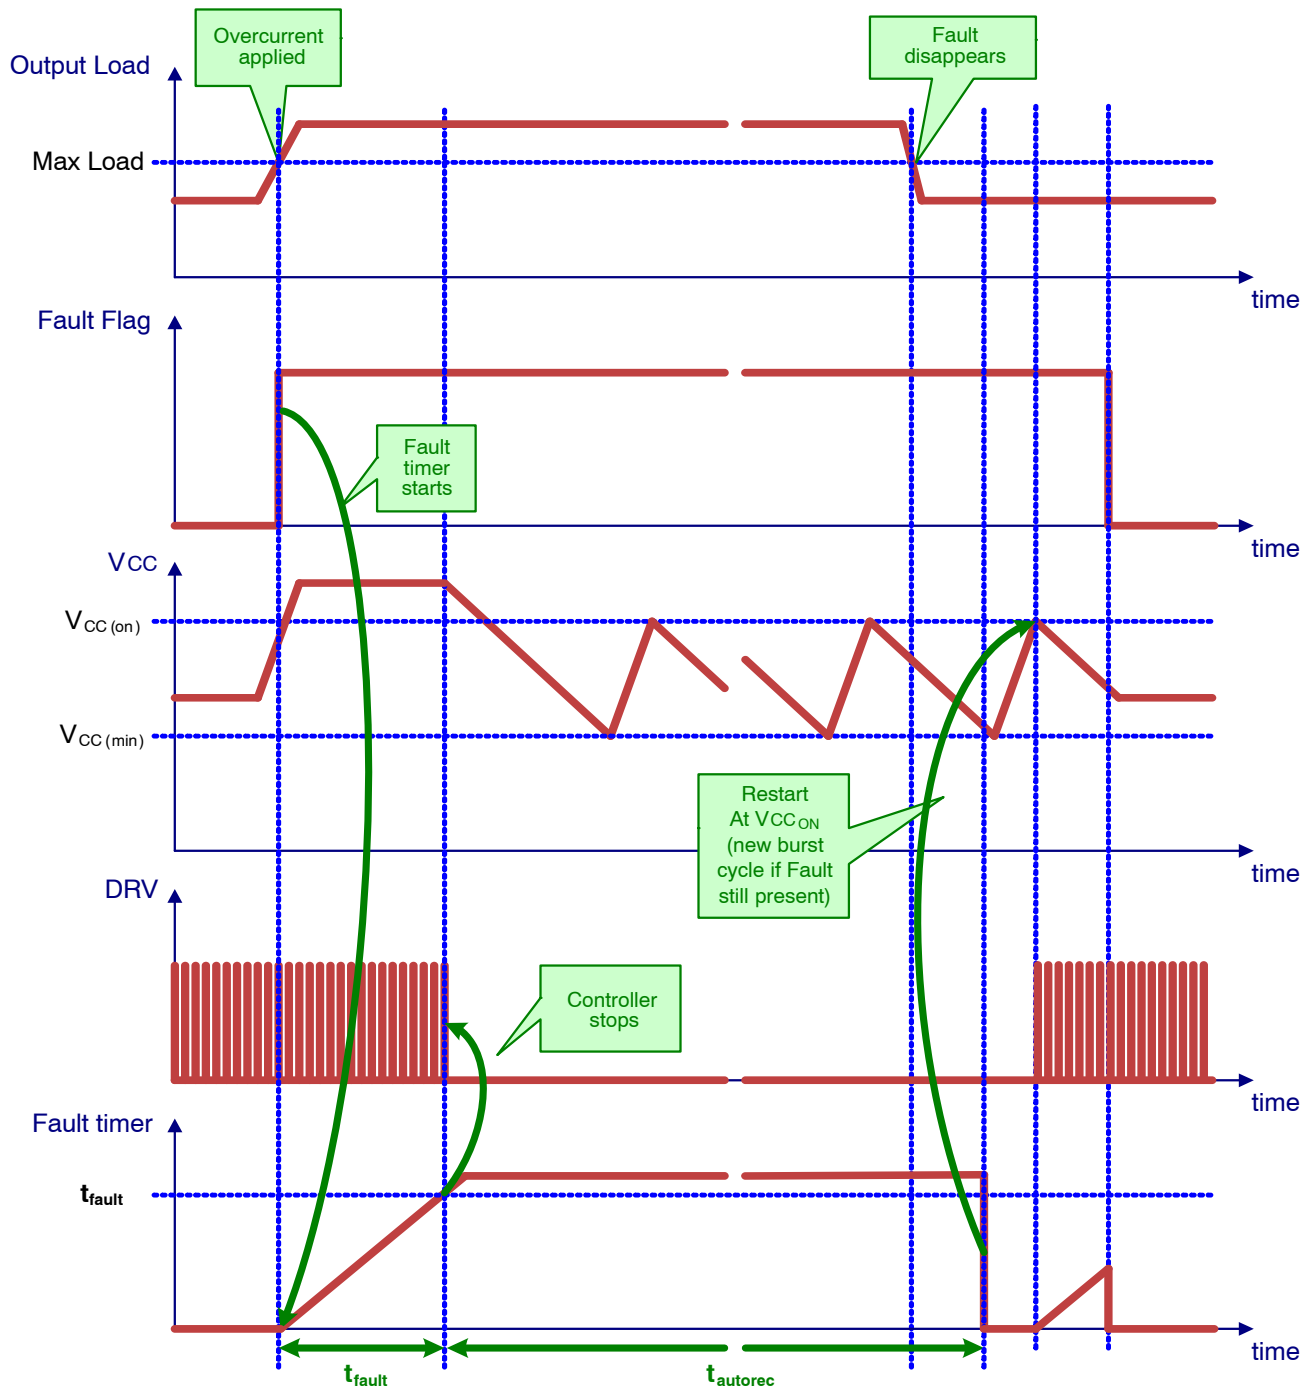 Overcurrent
applied
Fault
disappears
Output Load
Max Load
time
Fault Flag
Fault
timer
starts
time
VCC
VCC (on)
VCC (min)
Restart
At VCC ON
(new burst
cycle if Fault
still present)
time
DRV
Controller
stops
time
Fault timer
tfault
time
tfault
tautorec